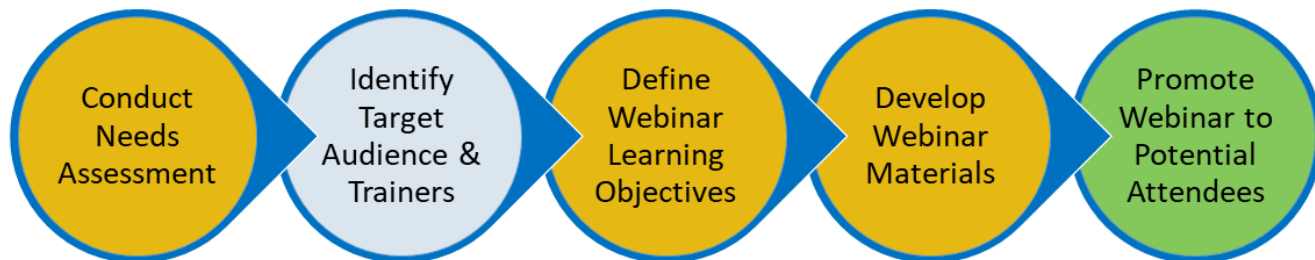 Conduct
Needs
Assessment
Identify
Target
Audience &
Trainers
Define
Webinar
Learning
Objectives
Develop
Webinar
Materials
Promote
Webinar to
Potential
Attendees